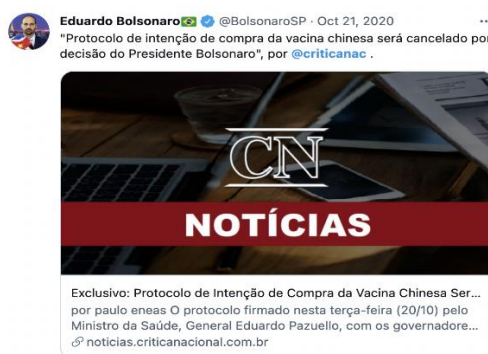 Eduardo Bolsonaro🇧🇷 @BolsonaroSP · Oct 21, 2020 ...
"Protocolo de intenção de compra da vacina chinesa será cancelado por
decisão do Presidente Bolsonaro", por @criticanac .
CN
NOTÍCIAS
Exclusivo: Protocolo de Intenção de Compra da Vacina Chinesa Ser...
por paulo eneas O protocolo firmado nesta terça-feira (20/10) pelo
Ministro da Saúde, General Eduardo Pazuello, com os governadore...
noticias.criticanacional.com.br